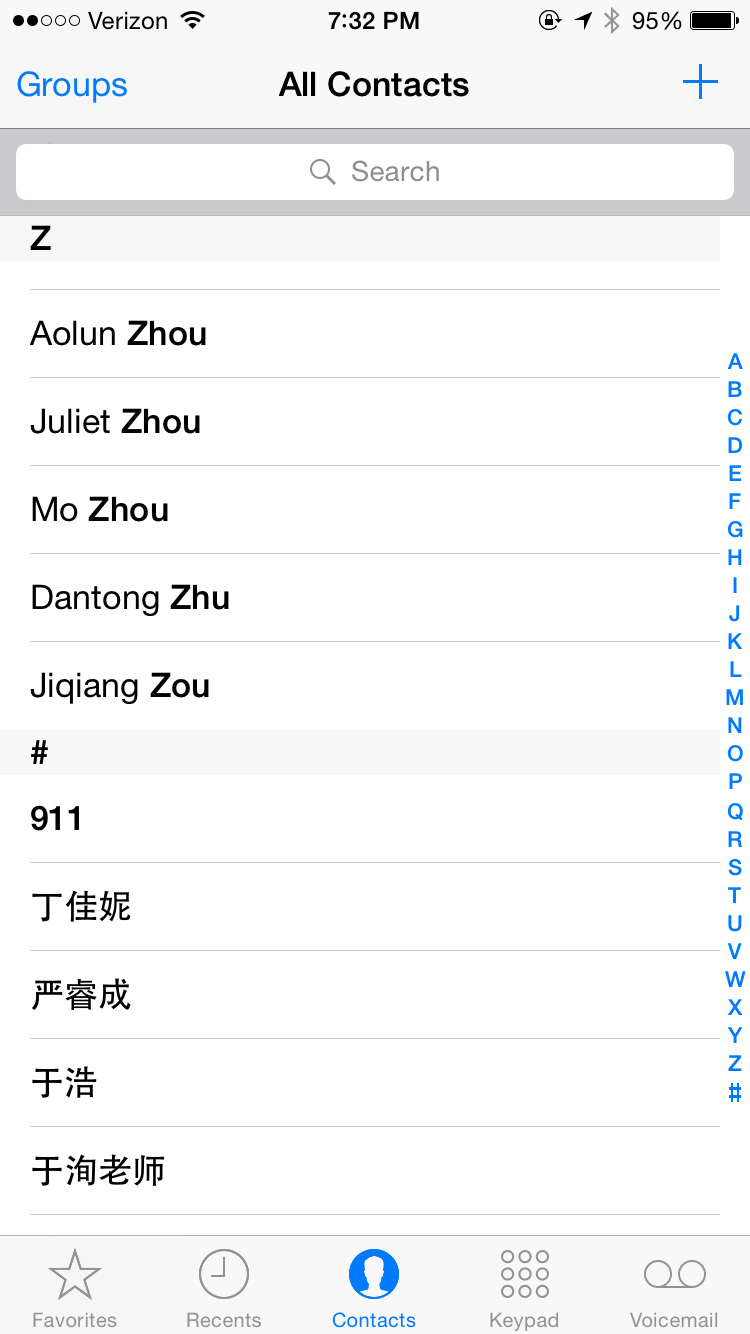 Verizon 7:32 PM 95%
Groups All Contacts
Search
Z
Aolun Zhou
Juliet Zhou
Mo Zhou
Dantong Zhu
Jiqiang Zou
#
911
丁佳妮
严睿成
于浩
于洵老师
A
B
C
D
E
F
G
H
I
J
K
L
M
N
O
P
Q
R
S
T
U
V
W
X
Y
Z
#
Favorites Recents Contacts Keypad Voicemail